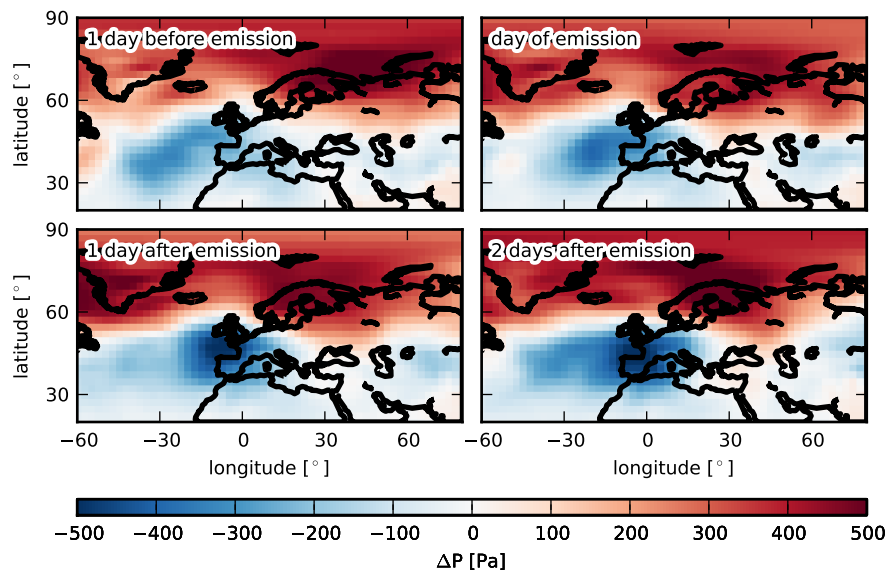 90
60
30
latitude [°]
1 day before emission
day of emission
90
60
30
latitude [°]
1 day after emission
2 days after emission
−60 −30 0 30 60
longitude [°]
−60 −30 0 30 60
longitude [°]
−500 −400 −300 −200 −100 0 100 200 300 400 500
ΔP [Pa]